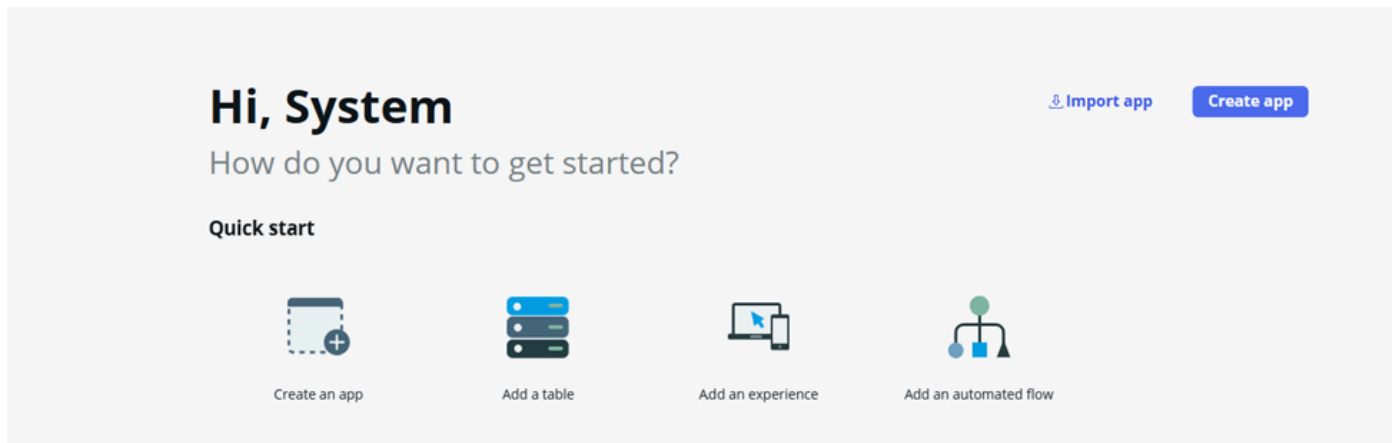 Hi, System
Import app
Create app
How do you want to get started?
Quick start
Create an app
Add a table
Add an experience
Add an automated flow